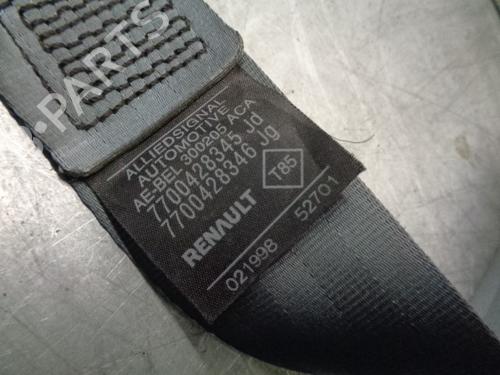 PARTS
ALLIEDSIGNAL
AUTOMOTIVE
AE-BEL 300205 ACA
7700428345 Jd
7700428346 Jg
RENAULT T85
021998 52701